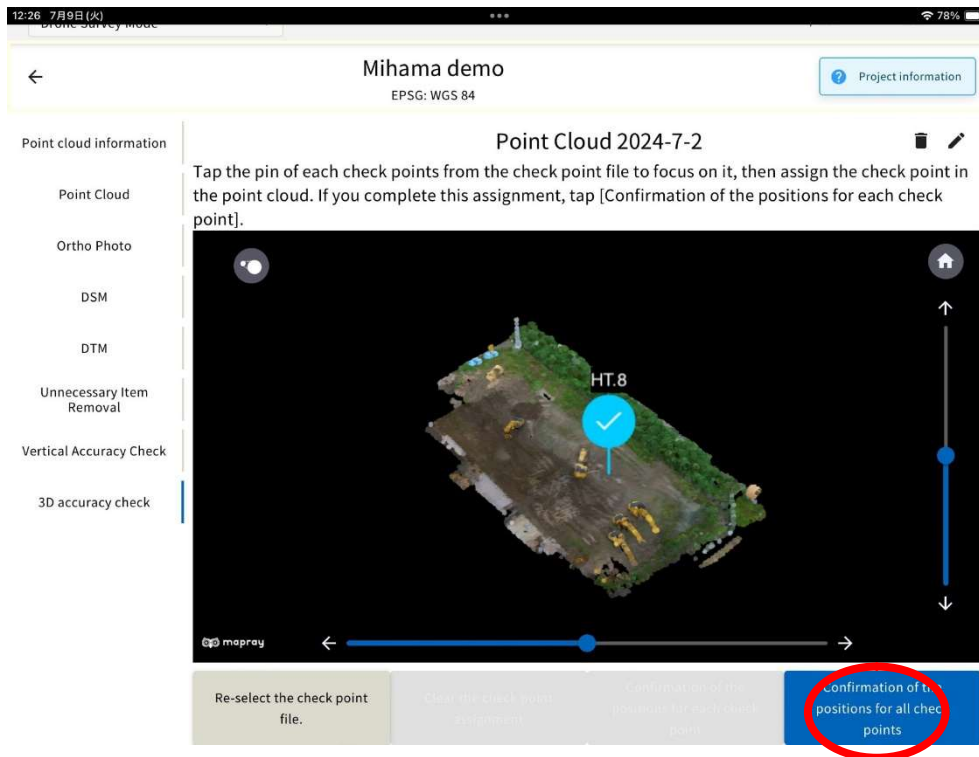 12:26 7月9日(火)
78%
Drone Survey Mode
Mihama demo
EPSG: WGS 84
Project information
Point cloud information
Point Cloud
Ortho Photo
DSM
DTM
Unnecessary Item
Removal
Vertical Accuracy Check
3D accuracy check
Point Cloud 2024-7-2
Tap the pin of each check points from the check point file to focus on it, then assign the check point in
the point cloud. If you complete this assignment, tap [Confirmation of the positions for each check
point].
HT.8
mapray
Re-select the check point
file.
Clear the check point
assignment
Confirmation of the
positions for each check
point
Confirmation of the
positions for all check
points